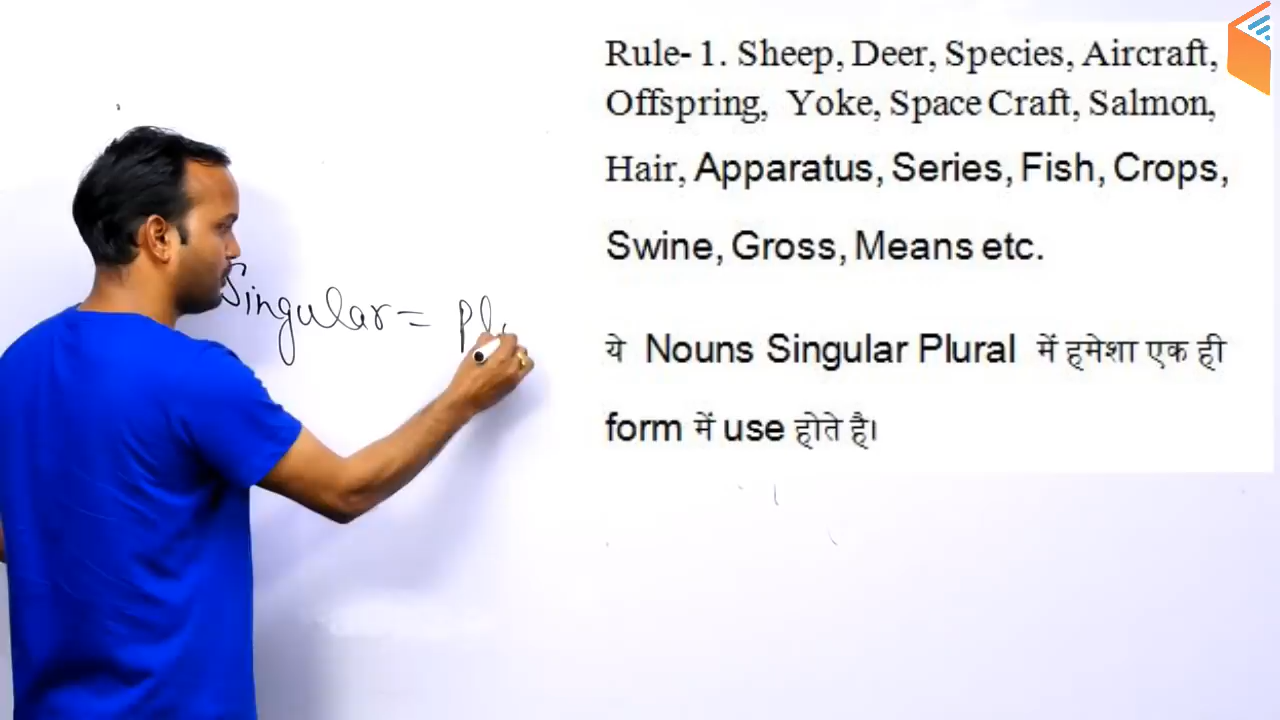 Rule- 1. Sheep, Deer, Species, Aircraft,
Offspring, Yoke, Space Craft, Salmon,
Hair, Apparatus, Series, Fish, Crops,
Swine, Gross, Means etc.
ये Nouns Singular Plural में हमेशा एक ही
form में use होते है।
Singular = pl